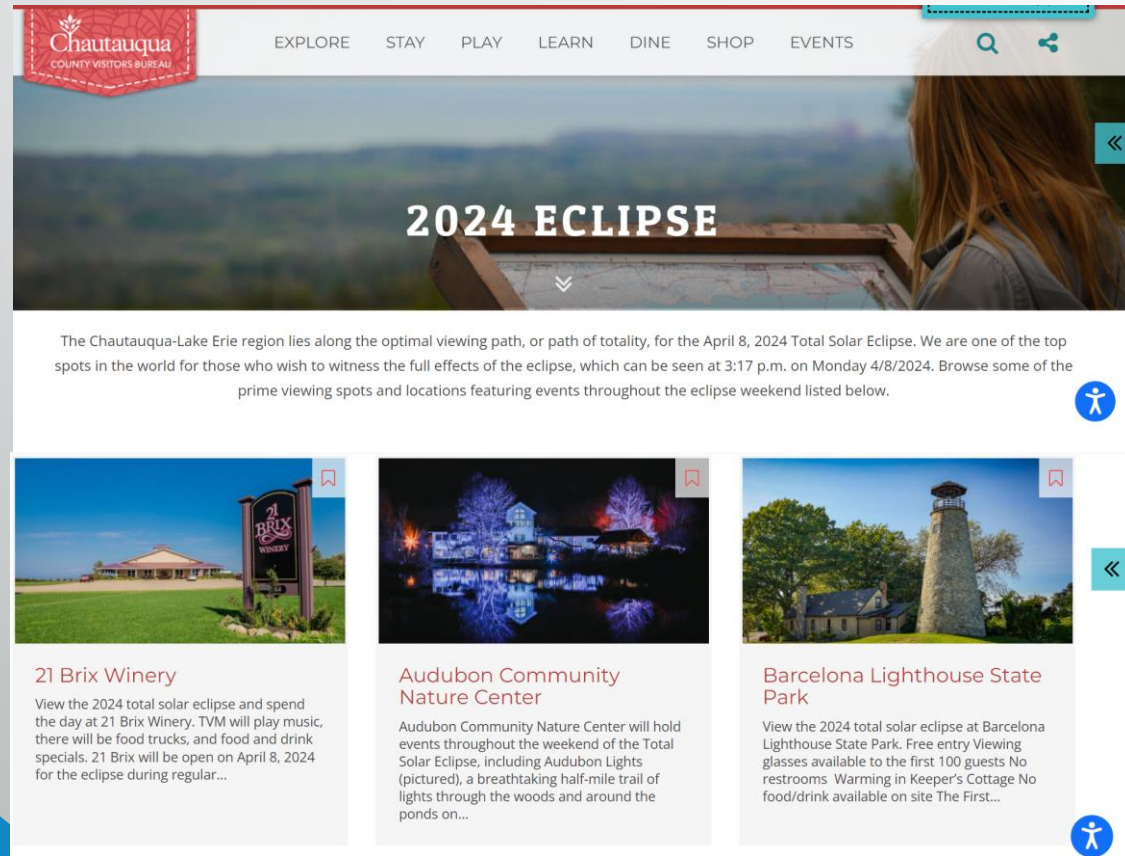 Chautauqua
COUNTY VISITORS BUREAU
EXPLORE STAY PLAY LEARN DINE SHOP EVENTS
2024 ECLIPSE
The Chautauqua-Lake Erie region lies along the optimal viewing path, or path of totality, for the April 8, 2024 Total Solar Eclipse. We are one of the top
spots in the world for those who wish to witness the full effects of the eclipse, which can be seen at 3:17 p.m. on Monday 4/8/2024. Browse some of the
prime viewing spots and locations featuring events throughout the eclipse weekend listed below.
21
BRIX
WINERY
21 Brix Winery
View the 2024 total solar eclipse and spend
the day at 21 Brix Winery. TVM will play music,
there will be food trucks, and food and drink
specials. 21 Brix will be open on April 8, 2024
for the eclipse during regular...
Audubon Community
Nature Center
Audubon Community Nature Center will hold
events throughout the weekend of the Total
Solar Eclipse, including Audubon Lights
(pictured), a breathtaking half-mile trail of
lights through the woods and around the
ponds on...
Barcelona Lighthouse State
Park
View the 2024 total solar eclipse at Barcelona
Lighthouse State Park. Free entry Viewing
glasses available to the first 100 guests No
restrooms Warming in Keeper's Cottage No
food/drink available on site The First...